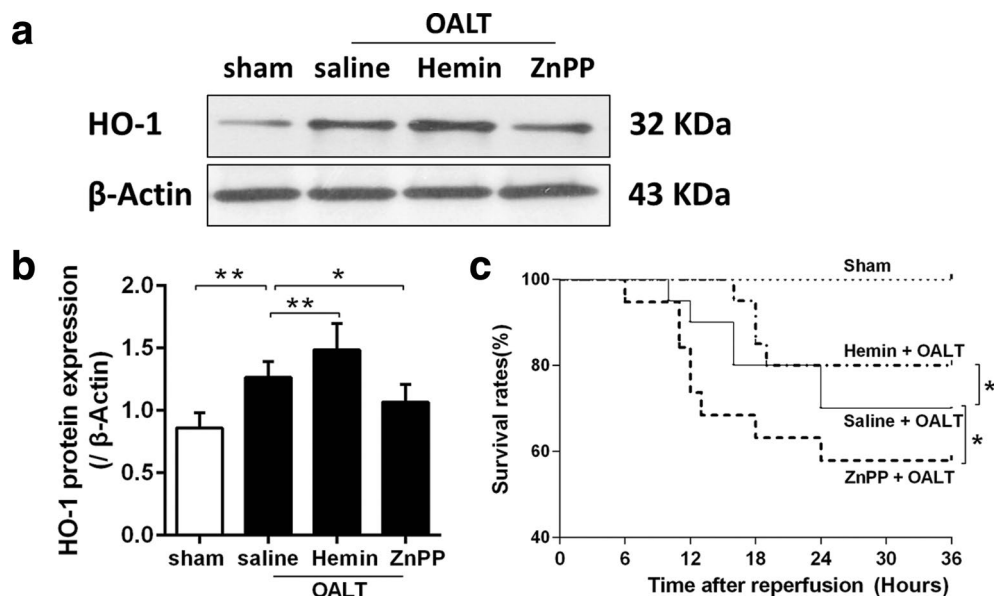 a
OALT
sham saline Hemin ZnPP
HO-1 32 KDa
β-Actin 43 KDa
b
HO-1 protein expression
(/ β-Actin)
2.0
1.5
1.0
0.5
0.0
** *
**
sham saline Hemin ZnPP
OALT
c
Survival rates(%)
100
80
60
40
Sham
Hemin + OALT
*
Saline + OALT
*
ZnPP + OALT
0 6 12 18 24 30 36
Time after reperfusion (Hours)